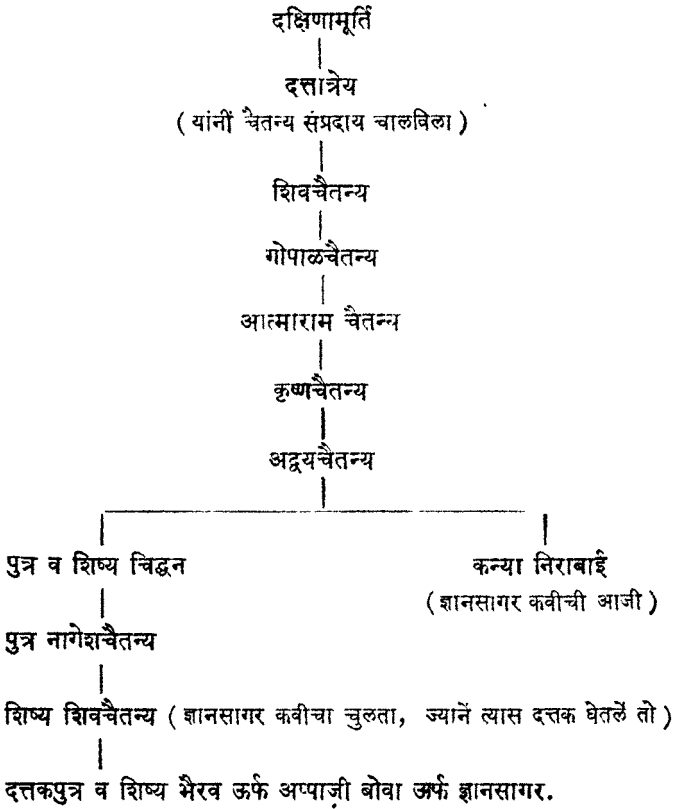 दक्षिणामूर्ति
दत्तात्रेय
( यांनीं चैतन्य संप्रदाय चालविला )
शिवचैतन्य
गोपाळचैतन्य
आत्माराम चैतन्य
कृष्णचैतन्य
अद्वयचैतन्य
पुत्र व शिष्य चिद्घन
कन्या निराबाई
( ज्ञानसागर कवीची आजी )
पुत्र नागेशचैतन्य
शिष्य शिवचैतन्य ( ज्ञानसागर कवीचा चुलता, ज्यानें त्यास दत्तक घेतलें तो )
दत्तकपुत्र व शिष्य भैरव ऊर्फ अप्पाजी बोवा ऊर्फ ज्ञानसागर.